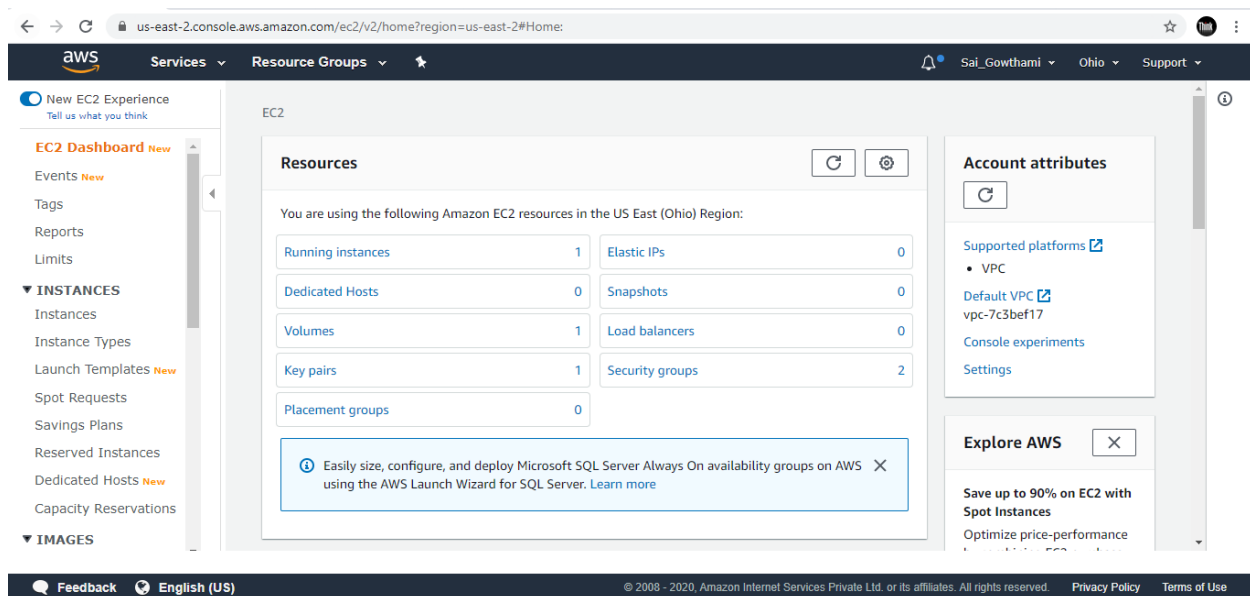 us-east-2.console.aws.amazon.com/ec2/v2/home?region=us-east-2#Home:
Think
aws
Services
Resource Groups
Sai_Gowthami
Ohio
Support
New EC2 Experience
Tell us what you think
EC2 Dashboard New
Events New
Tags
Reports
Limits
INSTANCES
Instances
Instance Types
Launch Templates New
Spot Requests
Savings Plans
Reserved Instances
Dedicated Hosts New
Capacity Reservations
IMAGES
EC2
Resources
You are using the following Amazon EC2 resources in the US East (Ohio) Region:
Running instances 1
Elastic IPs 0
Dedicated Hosts 0
Snapshots 0
Volumes 1
Load balancers 0
Key pairs 1
Security groups 2
Placement groups 0
Easily size, configure, and deploy Microsoft SQL Server Always On availability groups on AWS
using the AWS Launch Wizard for SQL Server. Learn more
Account attributes
Supported platforms
• VPC
Default VPC
vpc-7c3bef17
Console experiments
Settings
Explore AWS
Save up to 90% on EC2 with
Spot Instances
Optimize price-performance
Feedback
English (US)
© 2008 - 2020, Amazon Internet Services Private Ltd. or its affiliates. All rights reserved.
Privacy Policy
Terms of Use